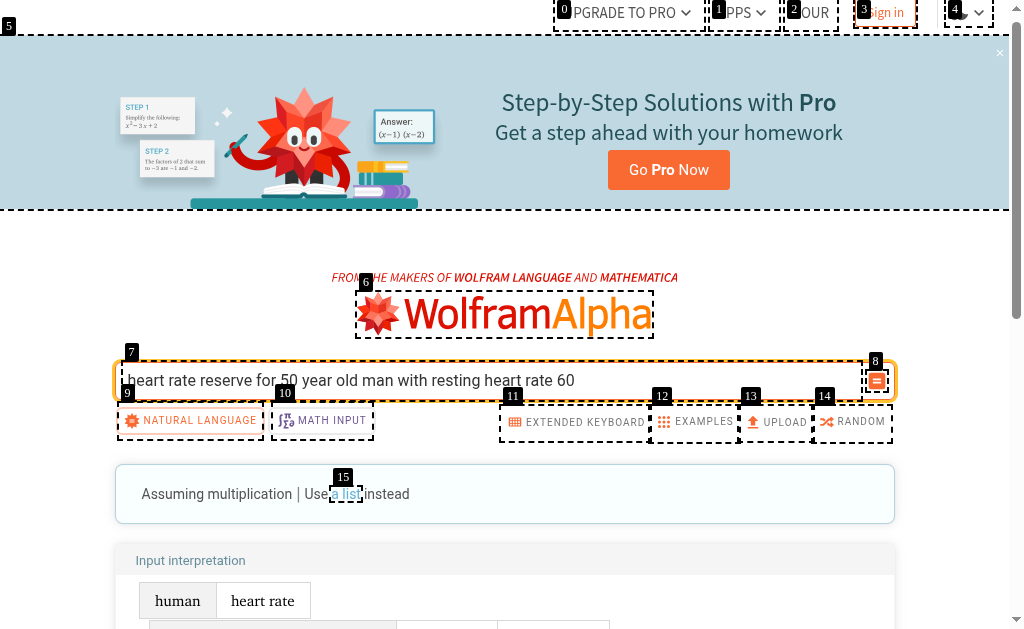 UPGRADE TO PRO
APPS
TOUR
Sign in
0
1
2
3
4
5
STEP 1
Simplify the following:
x²−3x+2
STEP 2
The factors of 2 that sum
to −3 are −1 and −2.
Answer:
(x−1) (x−2)
Step-by-Step Solutions with Pro
Get a step ahead with your homework
Go Pro Now
×
FROM THE MAKERS OF WOLFRAM LANGUAGE AND MATHEMATICA
6
WolframAlpha
7
8
heart rate reserve for 50 year old man with resting heart rate 60
=
9
10
11
12
13
14
NATURAL LANGUAGE
MATH INPUT
EXTENDED KEYBOARD
EXAMPLES
UPLOAD
RANDOM
15
Assuming multiplication | Use a list instead
Input interpretation
human
heart rate